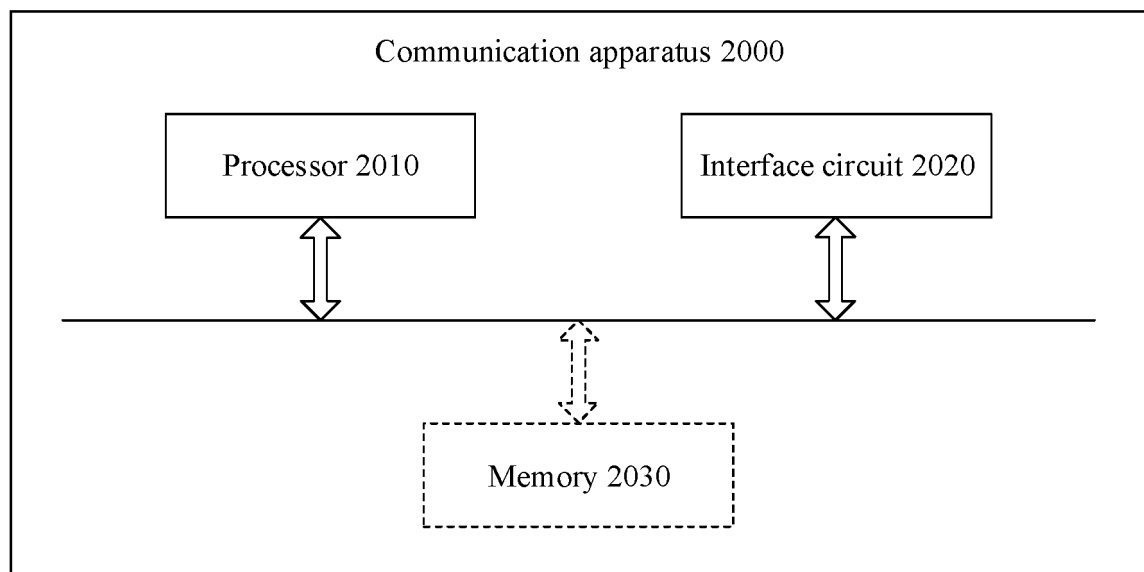 Communication apparatus 2000
Processor 2010
Interface circuit 2020
Memory 2030